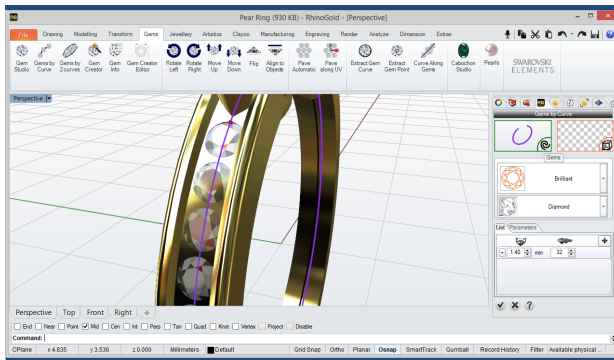 Pear Ring (930 KB) - RhinoGold - [Perspective]
File Drawing Modelling Transform Gems Jewellery Artistics Clayoo Manufacturing Engraving Render Analyze Dimension Extras
Gem Studio Gems by Curve Gems by 2 curves Gem Creator Gem Info Gem Creator Editor Rotate Left Rotate Right Move Up Move Down Flip Align to Objects Pave Automatic Pave along UV Extract Gem Curve Extract Gem Point Curve Along Gems Cabochon Studio Pearls SWAROVSKI ELEMENTS
Perspective
Gems by Curve
Gems
Brilliant
Diamond
List Parameters
1.40 mm 32
Perspective Top Front Right
End Near Point Mid Cen Int Perp Tan Quad Knot Vertex Project Disable
Command:
CPlane x 4.835 y 3.536 z 0.000 Millimeters Default Grid Snap Ortho Planar Osnap SmartTrack Gumball Record History Filter Available physical ...